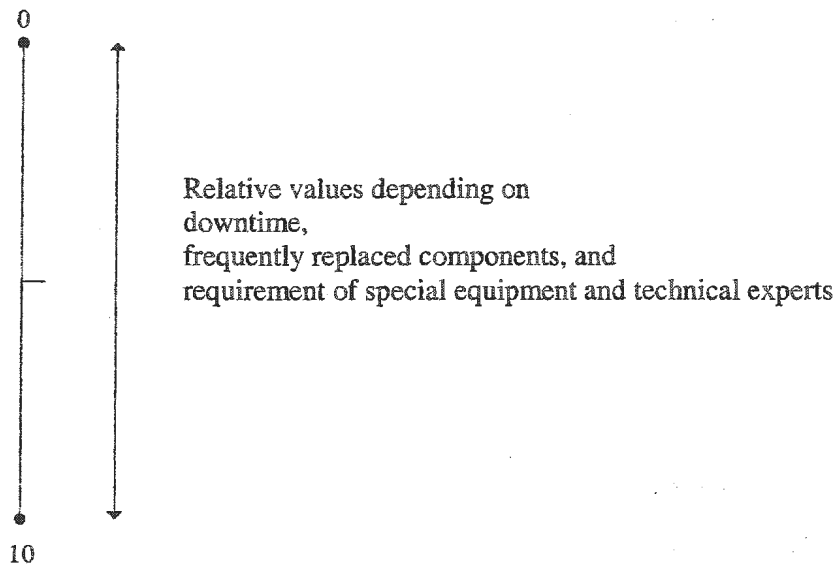 0
Relative values depending on
downtime,
frequently replaced components, and
requirement of special equipment and technical experts
10